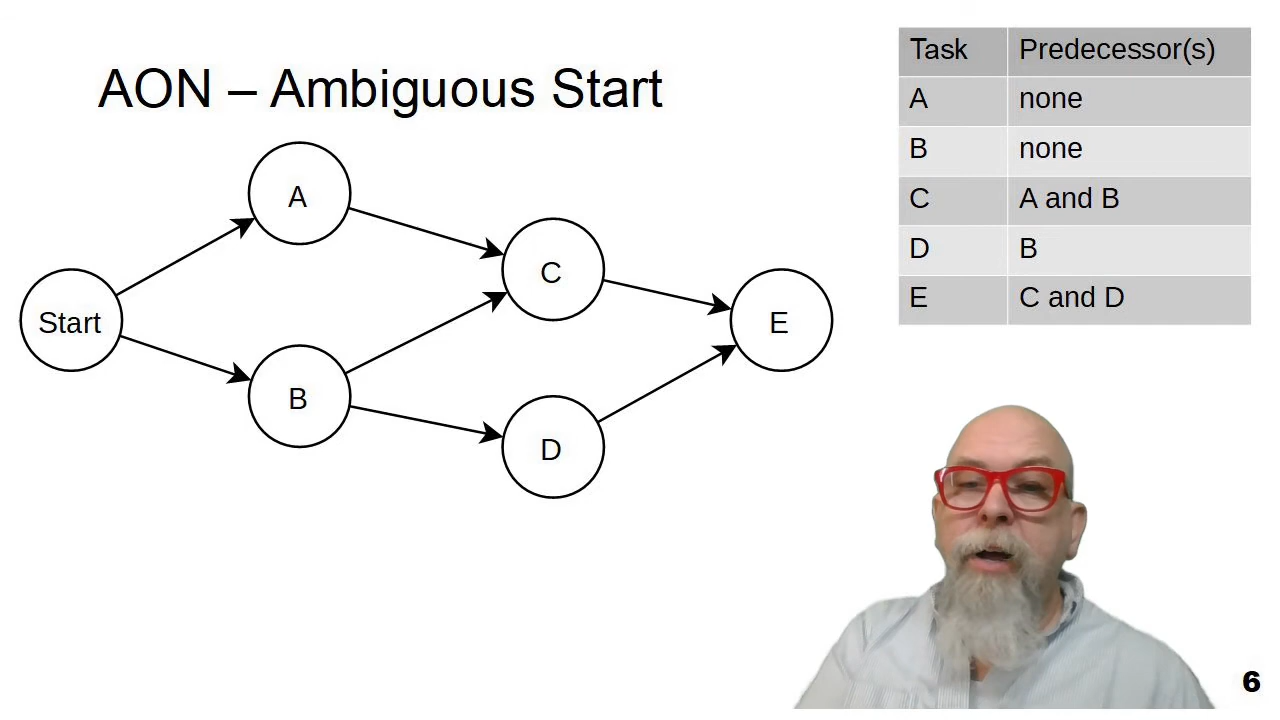 AON – Ambiguous Start
Task Predecessor(s)
A none
B none
C A and B
D B
E C and D
A
C
Start
E
B
D
6